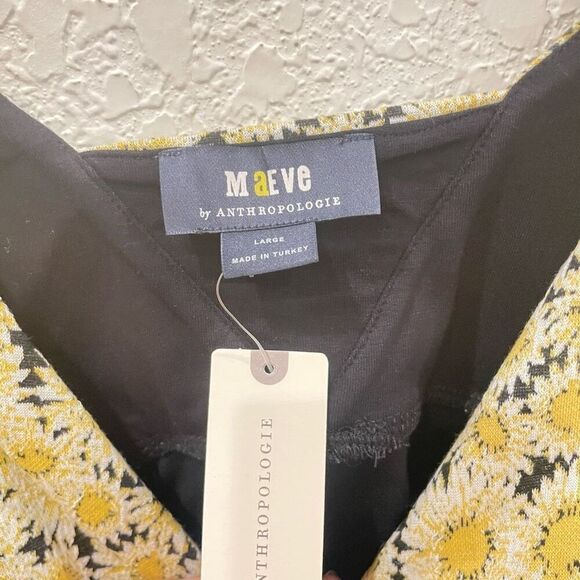 MaEVe
by ANTHROPOLOGIE
LARGE
MADE IN TURKEY
ANTHROPOLOGIE